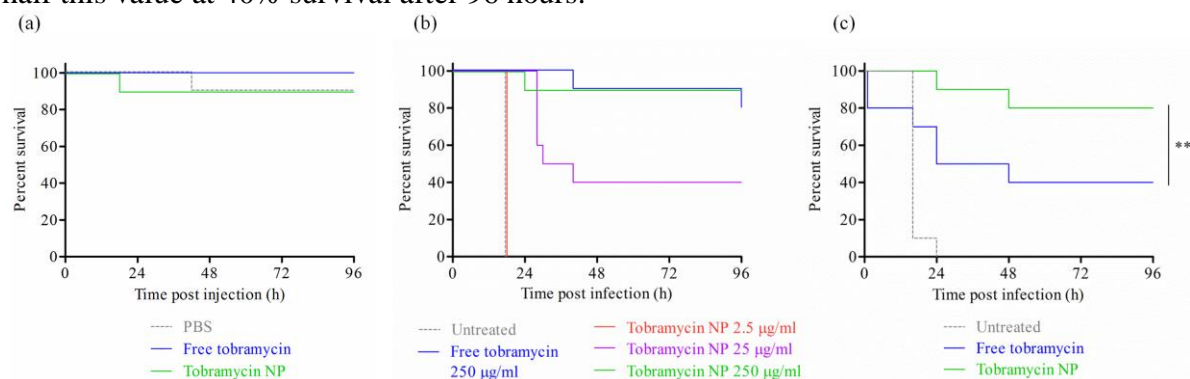 half this value at 40% survival after 96 hours.
(a)
(b)
(c)
Percent survival
100
80
60
40
20
0
0 24 48 72 96
Time post injection (h)
PBS
Free tobramycin
Tobramycin NP
Percent survival
100
80
60
40
20
0
0 24 48 72 96
Time post infection (h)
Untreated
Free tobramycin
250 μg/ml
Tobramycin NP 2.5 μg/ml
Tobramycin NP 25 μg/ml
Tobramycin NP 250 μg/ml
Percent survival
100
80
60
40
20
0
0 24 48 72 96
**
Time post infection (h)
Untreated
Free tobramycin
Tobramycin NP